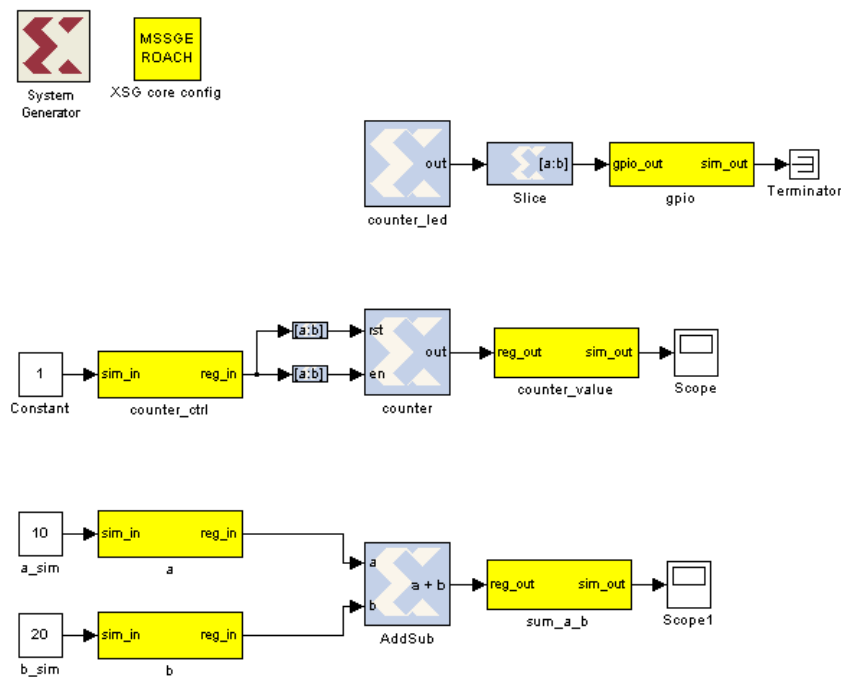 MSSGE
ROACH
System
Generator
XSG core config
out
[a:b]
gpio_out
sim_out
counter_led
Slice
gpio
Terminator
[a:b]
rst
1
sim_in
reg_in
out
reg_out
sim_out
[a:b]
en
Constant
counter_ctrl
counter
counter_value
Scope
10
sim_in
reg_in
a_sim
a
a
a + b
reg_out
sim_out
b
20
sim_in
reg_in
AddSub
sum_a_b
Scope1
b_sim
b